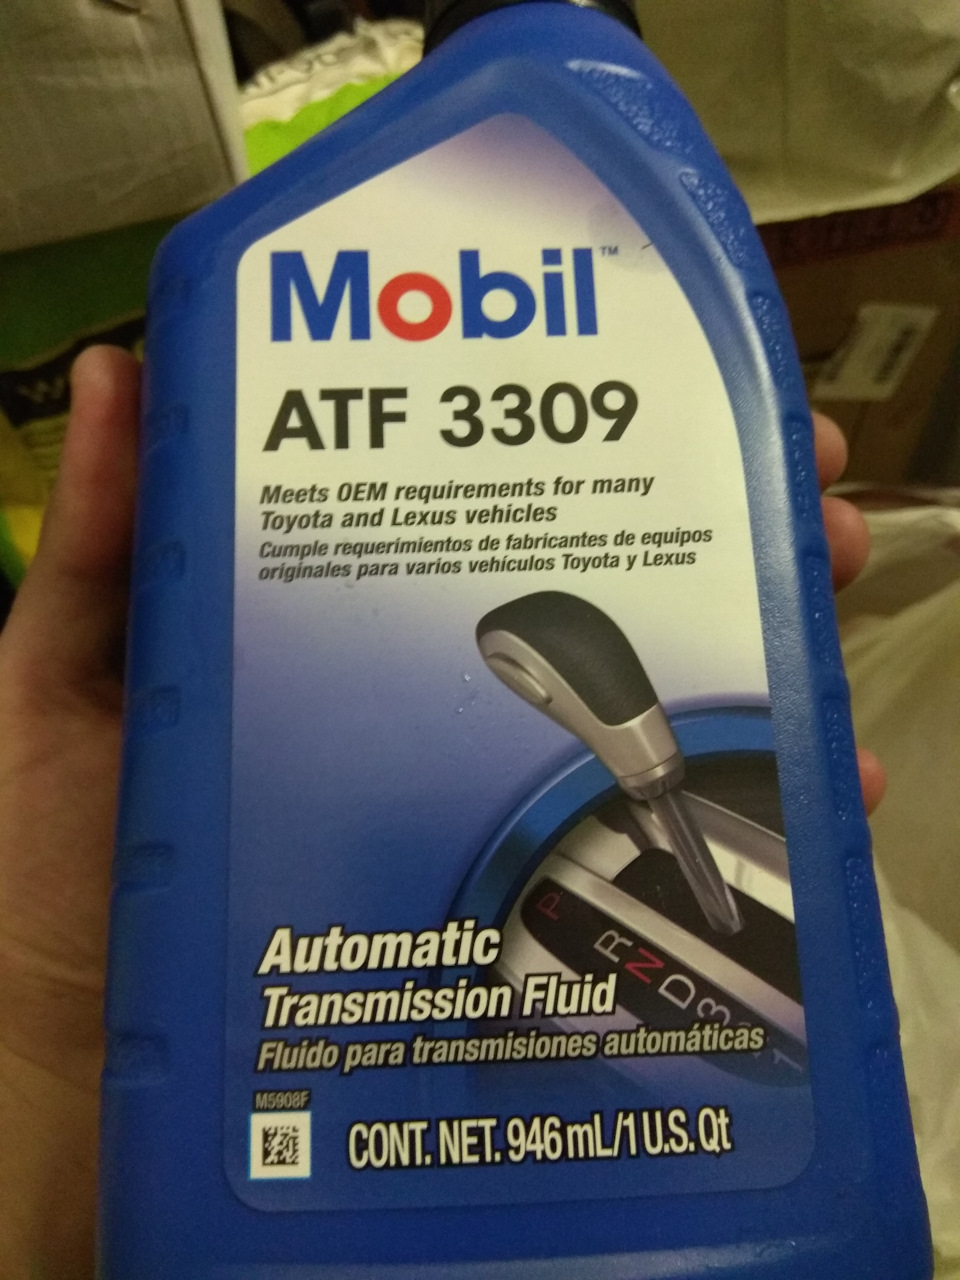 Mobil™
ATF 3309
Meets OEM requirements for many
Toyota and Lexus vehicles
Cumple requerimientos de fabricantes de equipos
originales para varios vehículos Toyota y Lexus
P
R
N
D
3
Automatic
Transmission Fluid
Fluido para transmisiones automáticas
M5908F
CONT. NET. 946 mL/1 U.S. Qt